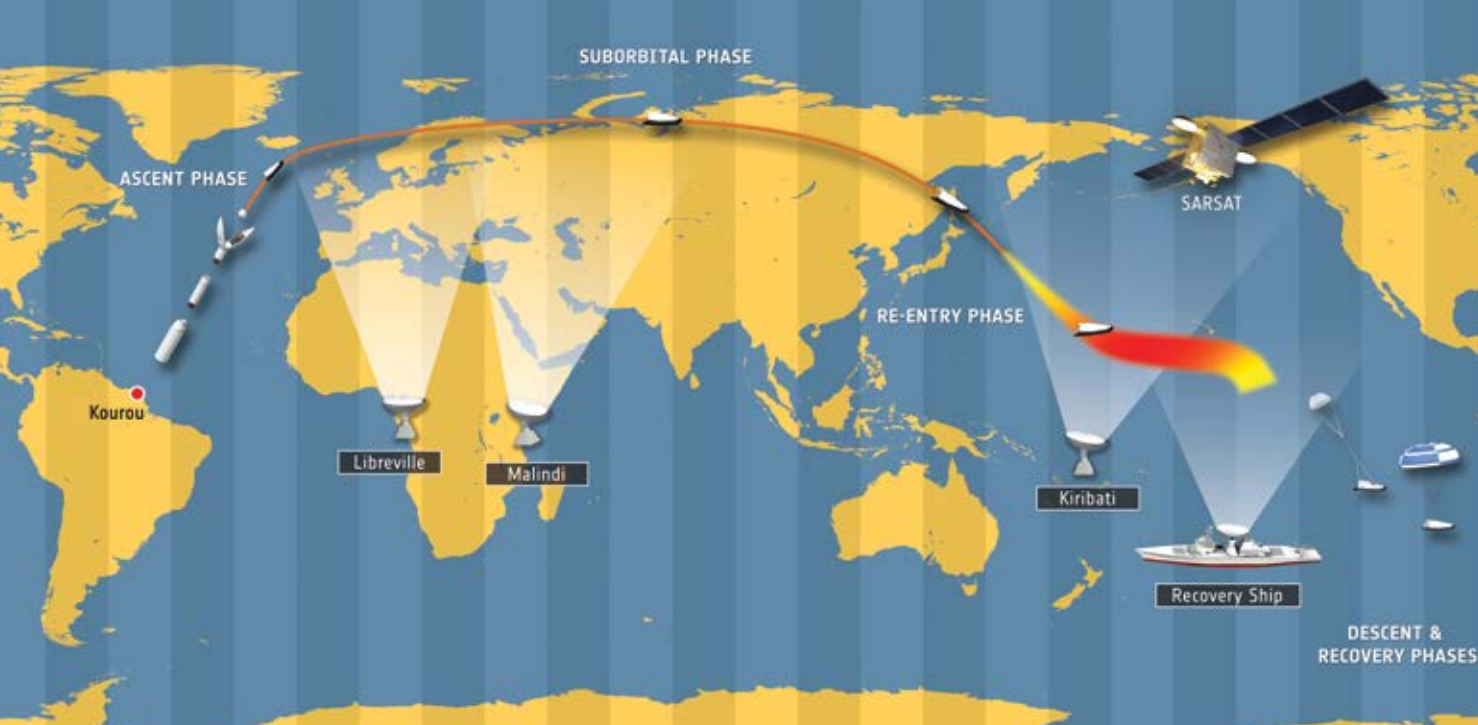 SUBORBITAL PHASE
ASCENT PHASE
SARSAT
RE-ENTRY PHASE
Kourou
Libreville
Malindi
Kiribati
Recovery Ship
DESCENT &
RECOVERY PHASES